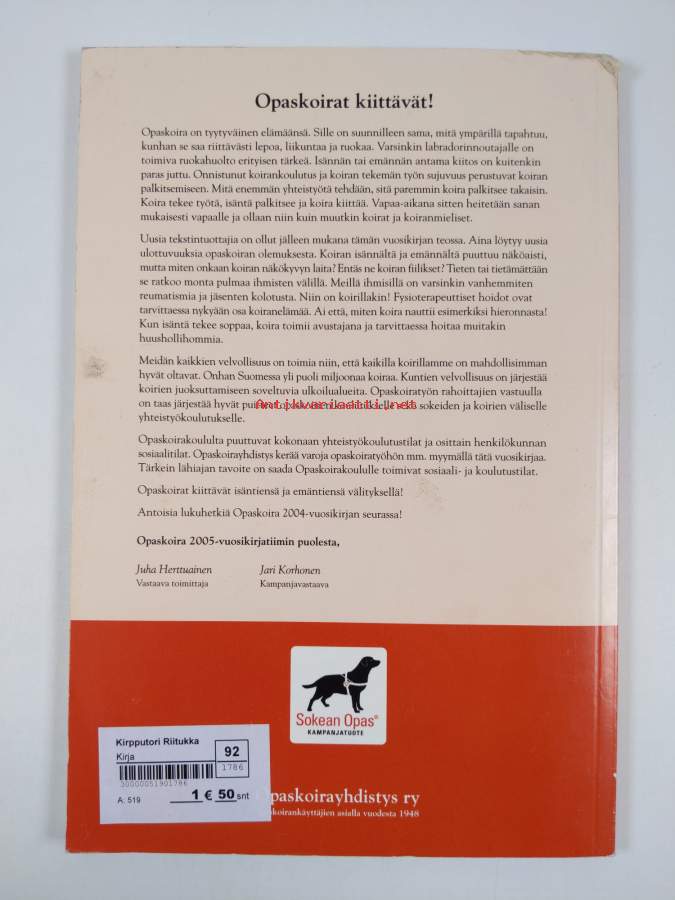 Opaskoirat kiittävät!
Opaskoira on tyytyväinen elämäänsä. Sille on suunnilleen sama, mitä ympärillä tapahtuu,
kunhan se saa riittävästi lepoa, liikuntaa ja ruokaa. Varsinkin labradorinnoutajalle on
toimiva ruokahuolto erityisen tärkeä. Isännän tai emännän antama kiitos on kuitenkin
paras juttu. Onnistunut koirankoulutus ja koiran tekemän työn sujuvuus perustuvat koiran
palkitsemiseen. Mitä enemmän yhteistyötä tehdään, sitä paremmin koira palkitsee takaisin.
Koira tekee työtä, isäntä palkitsee ja koira kiittää. Vapaa-aikana sitten heitetään sanan
mukaisesti vapaalle ja ollaan niin kuin muutkin koirat ja koiranmieliset.
Uusia tekstintuottajia on ollut jälleen mukana tämän vuosikirjan teossa. Aina löytyy uusia
ulottuvuuksia opaskoiran olemuksesta. Koiran isännältä ja emännältä puuttuu näköaisti,
mutta miten onkaan koiran näkökyvyn laita? Entäs ne koiran fiilikset? Tieten tai tietämättään
se ratkoo monta pulmaa ihmisten välillä. Meillä ihmisillä on varsinkin vanhemmiten
reumatismia ja jäsenten kolotusta. Niin on koirillakin! Fysioterapeuttiset hoidot ovat
tarvittaessa nykyään osa koiranelämää. Ai että, miten koira nauttii esimerkiksi hieronnasta!
Kun isäntä tekee soppaa, koira toimii avustajana ja tarvittaessa hoitaa muitakin
huushollihommia.
Meidän kaikkien velvollisuus on toimia niin, että kaikilla koirillamme on mahdollisimman
hyvät oltavat. Onhan Suomessa yli puoli miljoonaa koiraa. Kuntien velvollisuus on järjestää
koirien juoksuttamiseen soveltuvia ulkoilualueita. Opaskoiratyön rahoittajien vastuulla
on taas järjestää hyvät opaskoirien sekä sokeiden ja koirien väliselle
yhteistyökoulutukselle.
Antikvariaatti.net
Opaskoirakoululta puuttuvat kokonaan yhteistyökoulutustilat ja osittain henkilökunnan
sosiaalitilat. Opaskoirayhdistys kerää varoja opaskoiratyöhön mm. myymällä tätä vuosikirjaa.
Tärkein lähiajan tavoite on saada Opaskoirakoululle toimivat sosiaali- ja koulutustilat.
Opaskoirat kiittävät isäntiensä ja emäntiensä välityksellä!
Antoisia lukuhetkiä Opaskoira 2004-vuosikirjan seurassa!
Opaskoira 2005-vuosikirjatiimin puolesta,
Juha Herttuainen Jari Korhonen
Vastaava toimittaja Kampanjavastaava
Sokean Opas®
KAMPANJATUOTE
Kirpputori Riitukka 92
Kirja 1786
30000051901786
A: 519 1 € 50 snt
paskoirayhdistys ry
koirankäyttäjien asialla vuodesta 1948